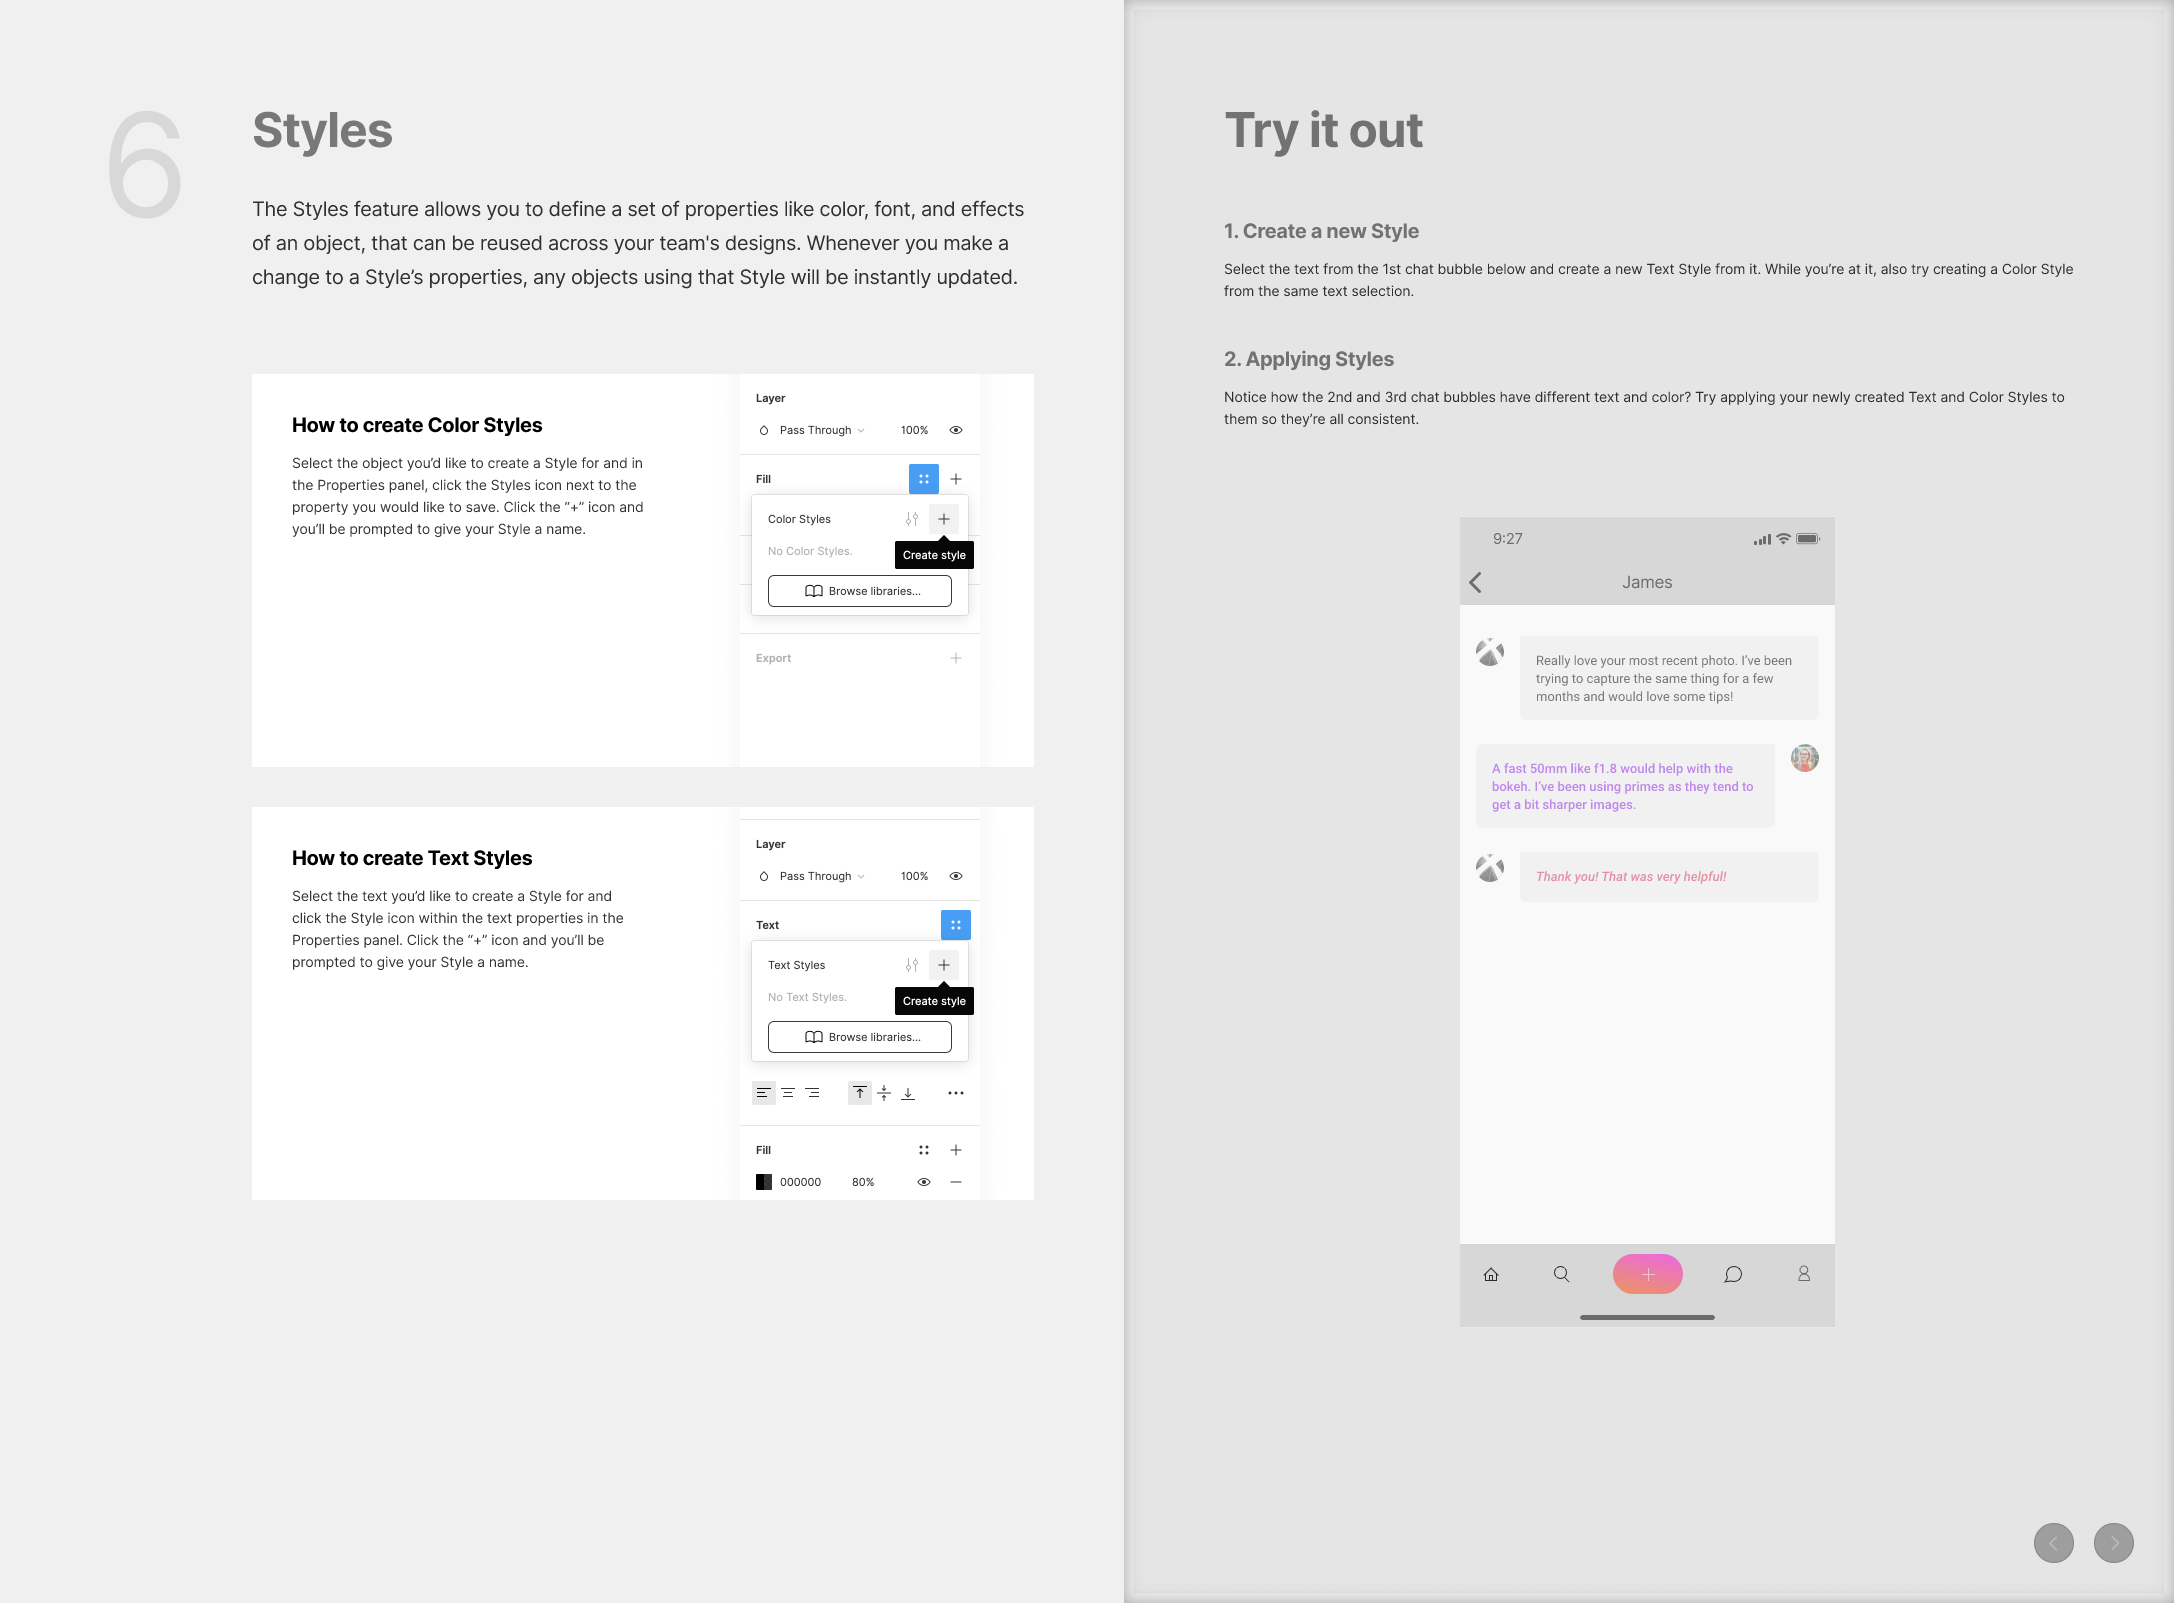 6
Styles
The Styles feature allows you to define a set of properties like color, font, and effects
of an object, that can be reused across your team's designs. Whenever you make a
change to a Style’s properties, any objects using that Style will be instantly updated.
How to create Color Styles
Select the object you’d like to create a Style for and in
the Properties panel, click the Styles icon next to the
property you would like to save. Click the “+” icon and
you’ll be prompted to give your Style a name.
Layer
Pass Through 100%
Fill
Color Styles
No Color Styles.
Create style
Browse libraries...
Export
How to create Text Styles
Select the text you’d like to create a Style for and
click the Style icon within the text properties in the
Properties panel. Click the “+” icon and you’ll be
prompted to give your Style a name.
Layer
Pass Through 100%
Text
Text Styles
No Text Styles.
Create style
Browse libraries...
Fill
000000 80%
Try it out
1. Create a new Style
Select the text from the 1st chat bubble below and create a new Text Style from it. While you’re at it, also try creating a Color Style
from the same text selection.
2. Applying Styles
Notice how the 2nd and 3rd chat bubbles have different text and color? Try applying your newly created Text and Color Styles to
them so they’re all consistent.
9:27
James
Really love your most recent photo. I’ve been
trying to capture the same thing for a few
months and would love some tips!
A fast 50mm like f1.8 would help with the
bokeh. I’ve been using primes as they tend to
get a bit sharper images.
Thank you! That was very helpful!